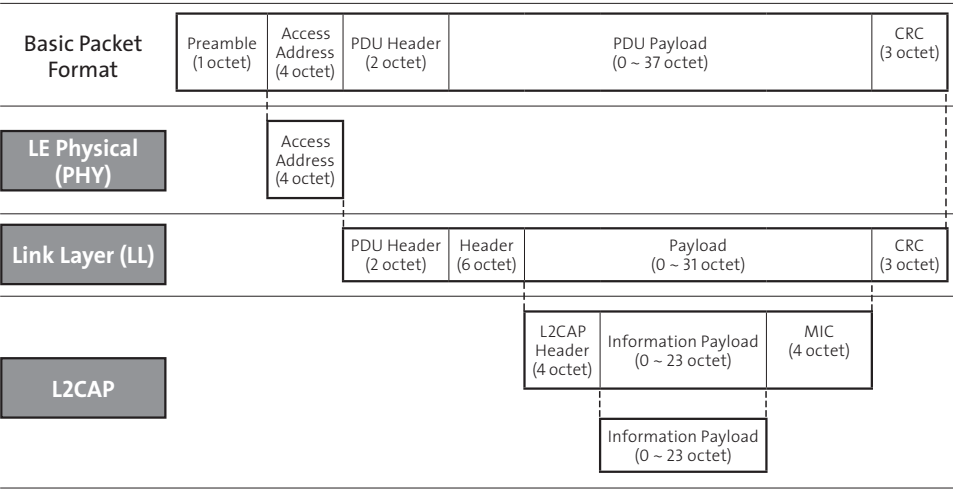 Basic Packet
Format
Preamble
(1 octet)
Access
Address
(4 octet)
PDU Header
(2 octet)
PDU Payload
(0 ~ 37 octet)
CRC
(3 octet)
LE Physical
(PHY)
Access
Address
(4 octet)
Link Layer (LL)
PDU Header
(2 octet)
Header
(6 octet)
Payload
(0 ~ 31 octet)
CRC
(3 octet)
L2CAP
L2CAP
Header
(4 octet)
Information Payload
(0 ~ 23 octet)
MIC
(4 octet)
Information Payload
(0 ~ 23 octet)